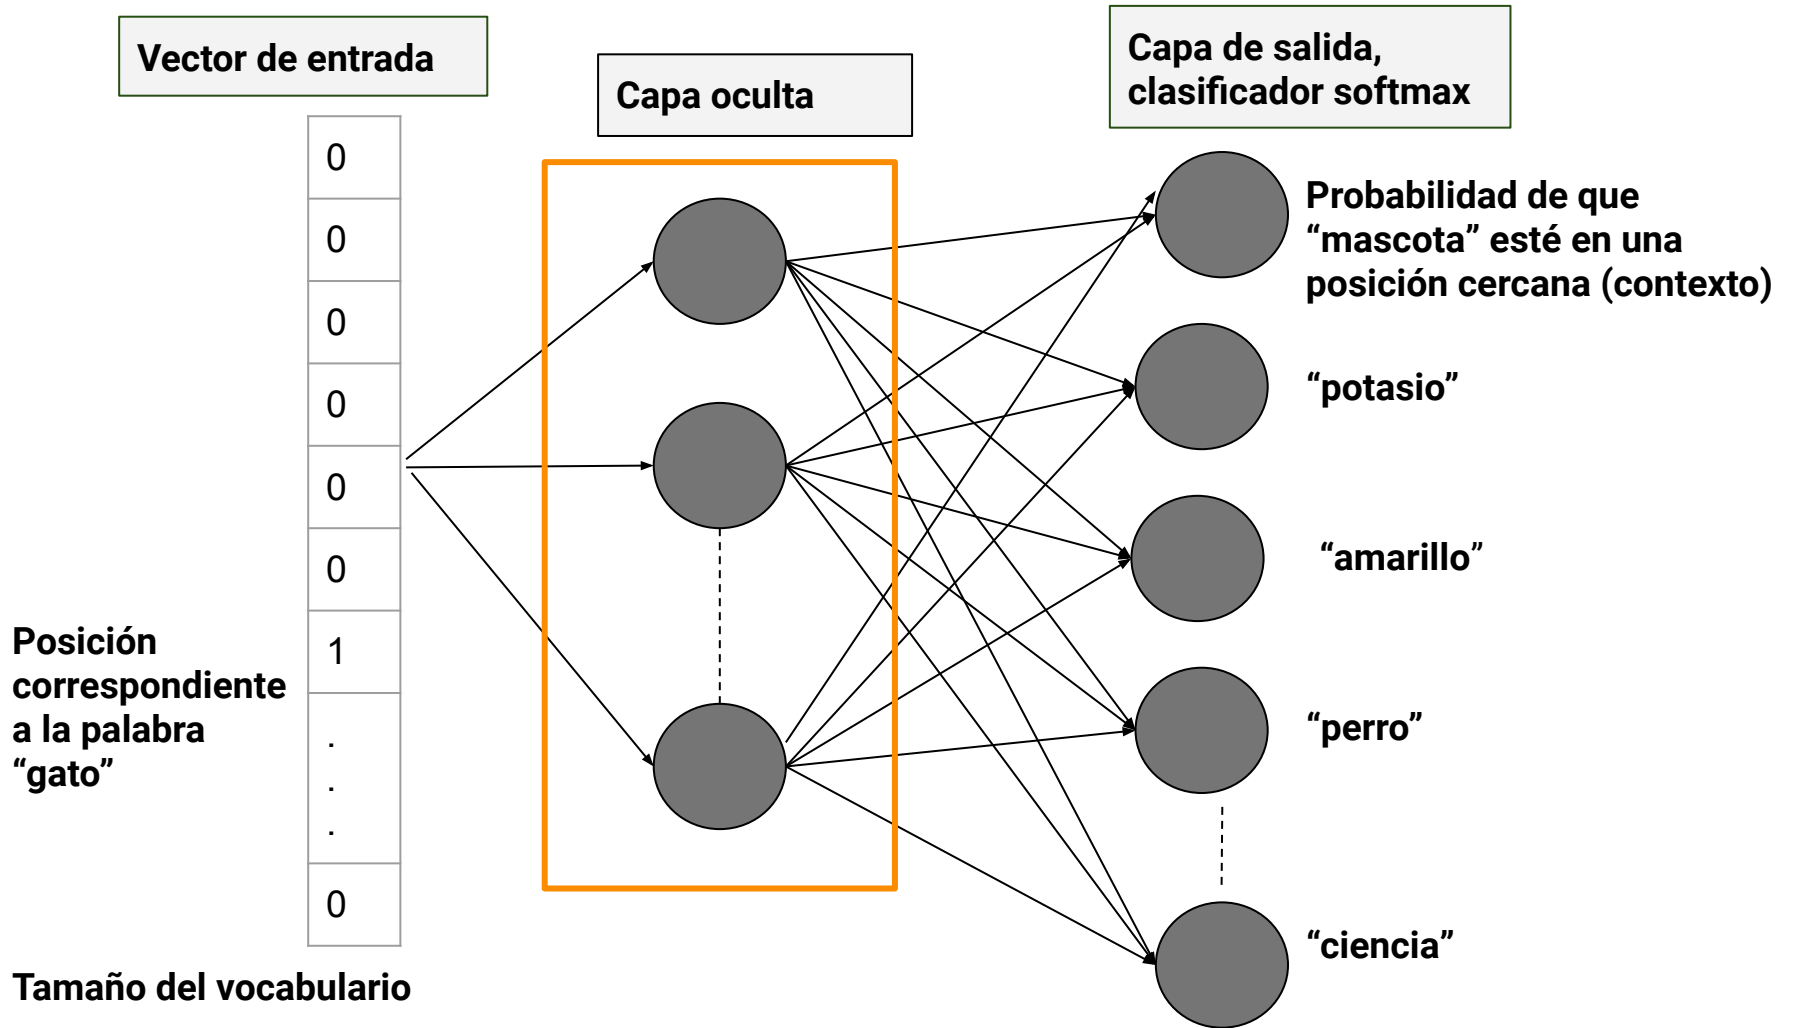 Vector de entrada
Capa oculta
Capa de salida,
clasificador softmax
0
0
0
0
0
0
1
.
.
.
0
Posición
correspondiente
a la palabra
“gato”
Tamaño del vocabulario
Probabilidad de que
“mascota” esté en una
posición cercana (contexto)
“potasio”
“amarillo”
“perro”
“ciencia”